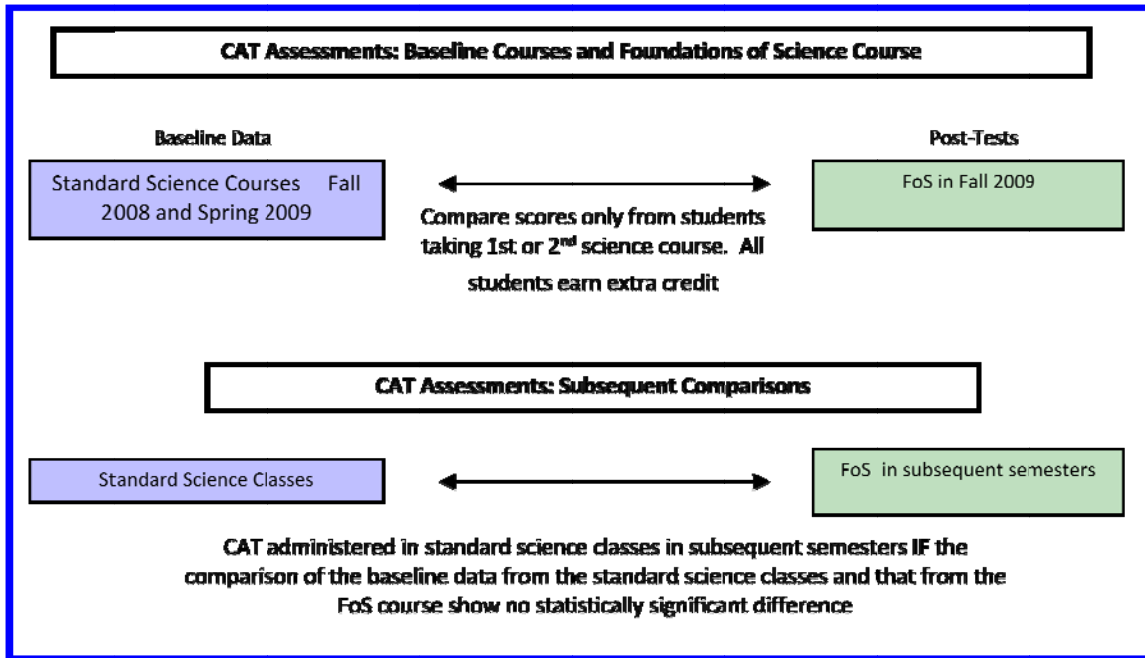 CAT Assessments: Baseline Courses and Foundations of Science Course
Baseline Data
Post-Tests
Standard Science Courses Fall
2008 and Spring 2009
FoS in Fall 2009
Compare scores only from students
taking 1st or 2nd science course. All
students earn extra credit
CAT Assessments: Subsequent Comparisons
Standard Science Classes
FoS in subsequent semesters
CAT administered in standard science classes in subsequent semesters IF the
comparison of the baseline data from the standard science classes and that from the
FoS course show no statistically significant difference